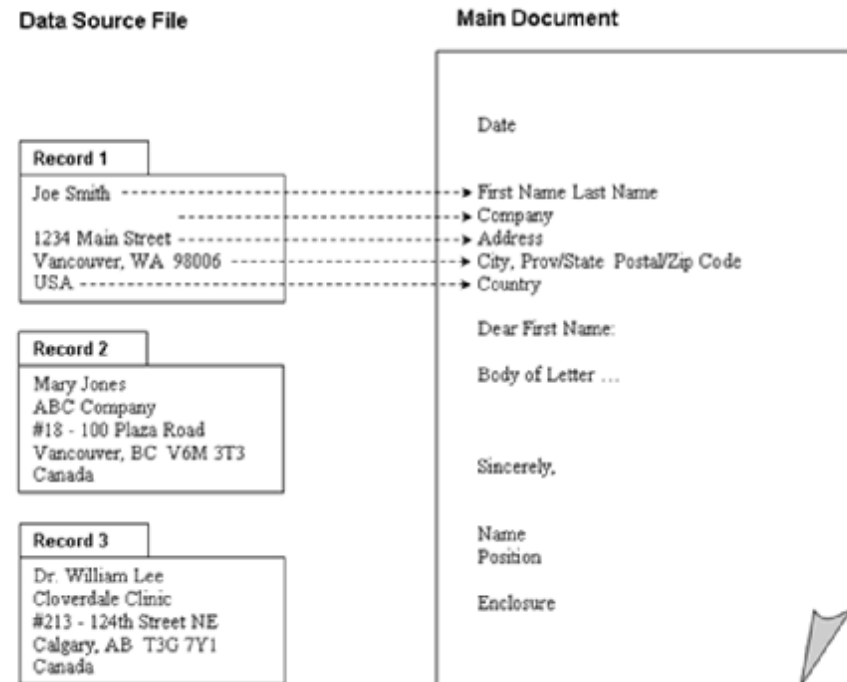 Data Source File
Main Document
Record 1
Joe Smith
1234 Main Street
Vancouver, WA 98006
USA
Record 2
Mary Jones
ABC Company
#18 - 100 Plaza Road
Vancouver, BC V6M 3T3
Canada
Record 3
Dr. William Lee
Cloverdale Clinic
#213 - 124th Street NE
Calgary, AB T3G 7Y1
Canada
Date
First Name Last Name
Company
Address
City, Prov/State Postal/Zip Code
Country
Dear First Name:
Body of Letter ...
Sincerely,
Name
Position
Enclosure